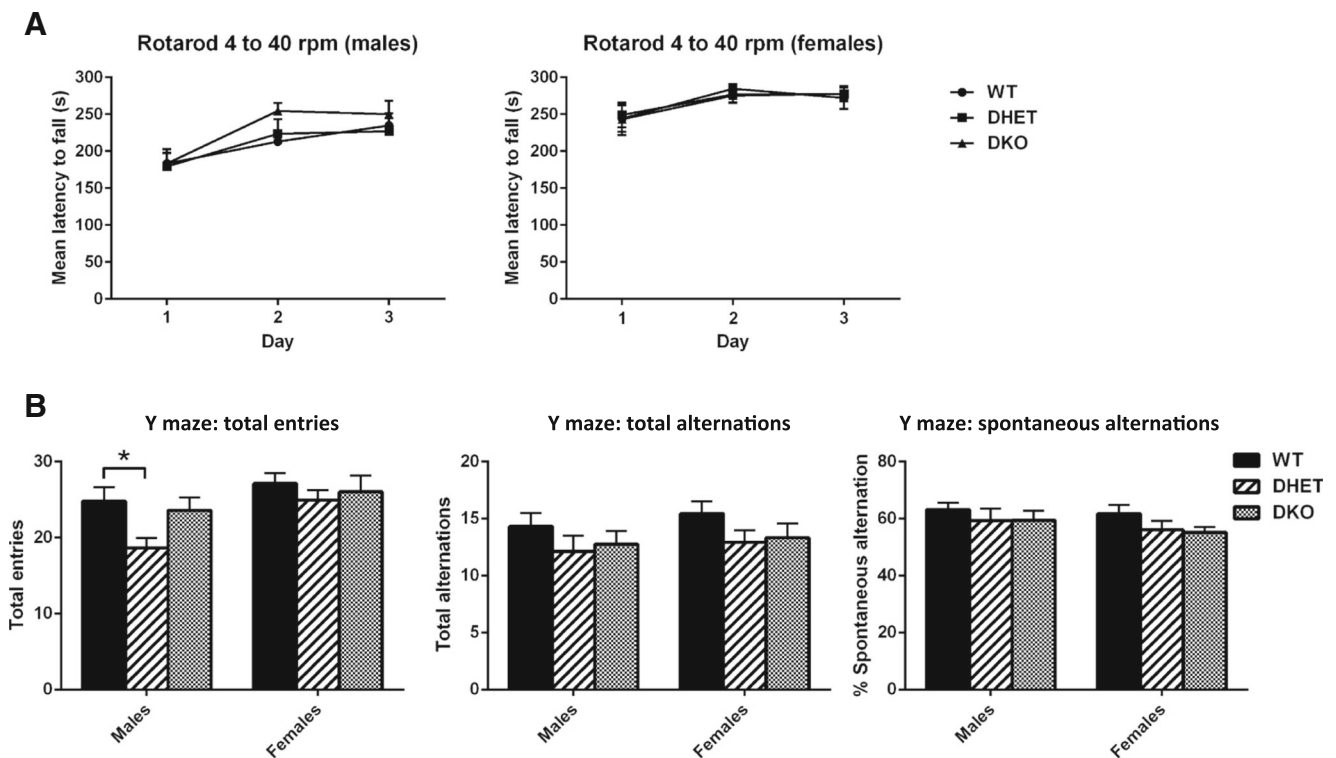 A
Rotarod 4 to 40 rpm (males)
Mean latency to fall (s)
300
250
200
150
100
50
0
1 2 3
Day
Rotarod 4 to 40 rpm (females)
Mean latency to fall (s)
300
250
200
150
100
50
0
1 2 3
Day
WT
DHET
DKO
B
Y maze: total entries
Total entries
30
20
10
0
*
Males Females
Y maze: total alternations
Total alternations
20
15
10
5
0
Males Females
Y maze: spontaneous alternations
% Spontaneous alternation
80
60
40
20
0
Males Females
WT
DHET
DKO